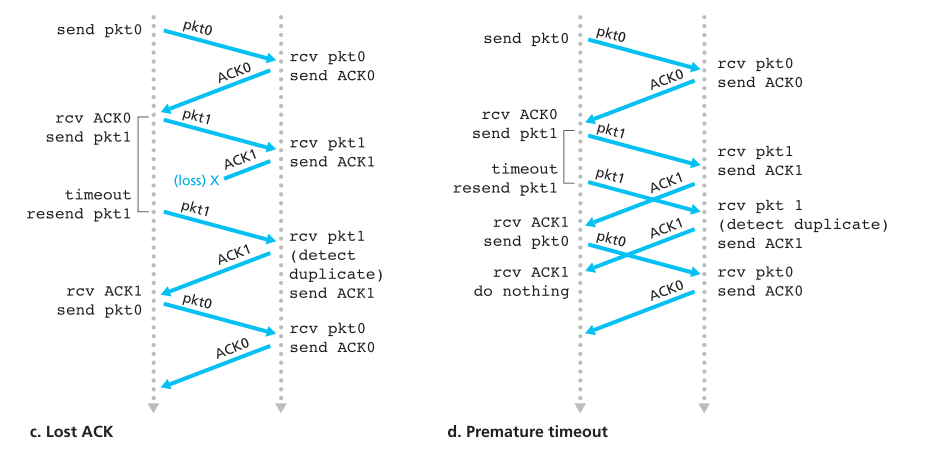 send pkt0
pkt0
rcv pkt0
send ACK0
ACK0
rcv ACK0
send pkt1
pkt1
rcv pkt1
send ACK1
ACK1
(loss) X
timeout
resend pkt1
pkt1
rcv pkt1
(detect
duplicate)
send ACK1
ACK1
rcv ACK1
send pkt0
pkt0
rcv pkt0
send ACK0
ACK0
c. Lost ACK
send pkt0
pkt0
rcv pkt0
send ACK0
ACK0
rcv ACK0
send pkt1
pkt1
rcv pkt1
send ACK1
timeout
resend pkt1
pkt1
ACK1
rcv pkt 1
(detect duplicate)
send ACK1
rcv ACK1
send pkt0
pkt0
ACK1
rcv ACK1
do nothing
rcv pkt0
send ACK0
ACK0
d. Premature timeout